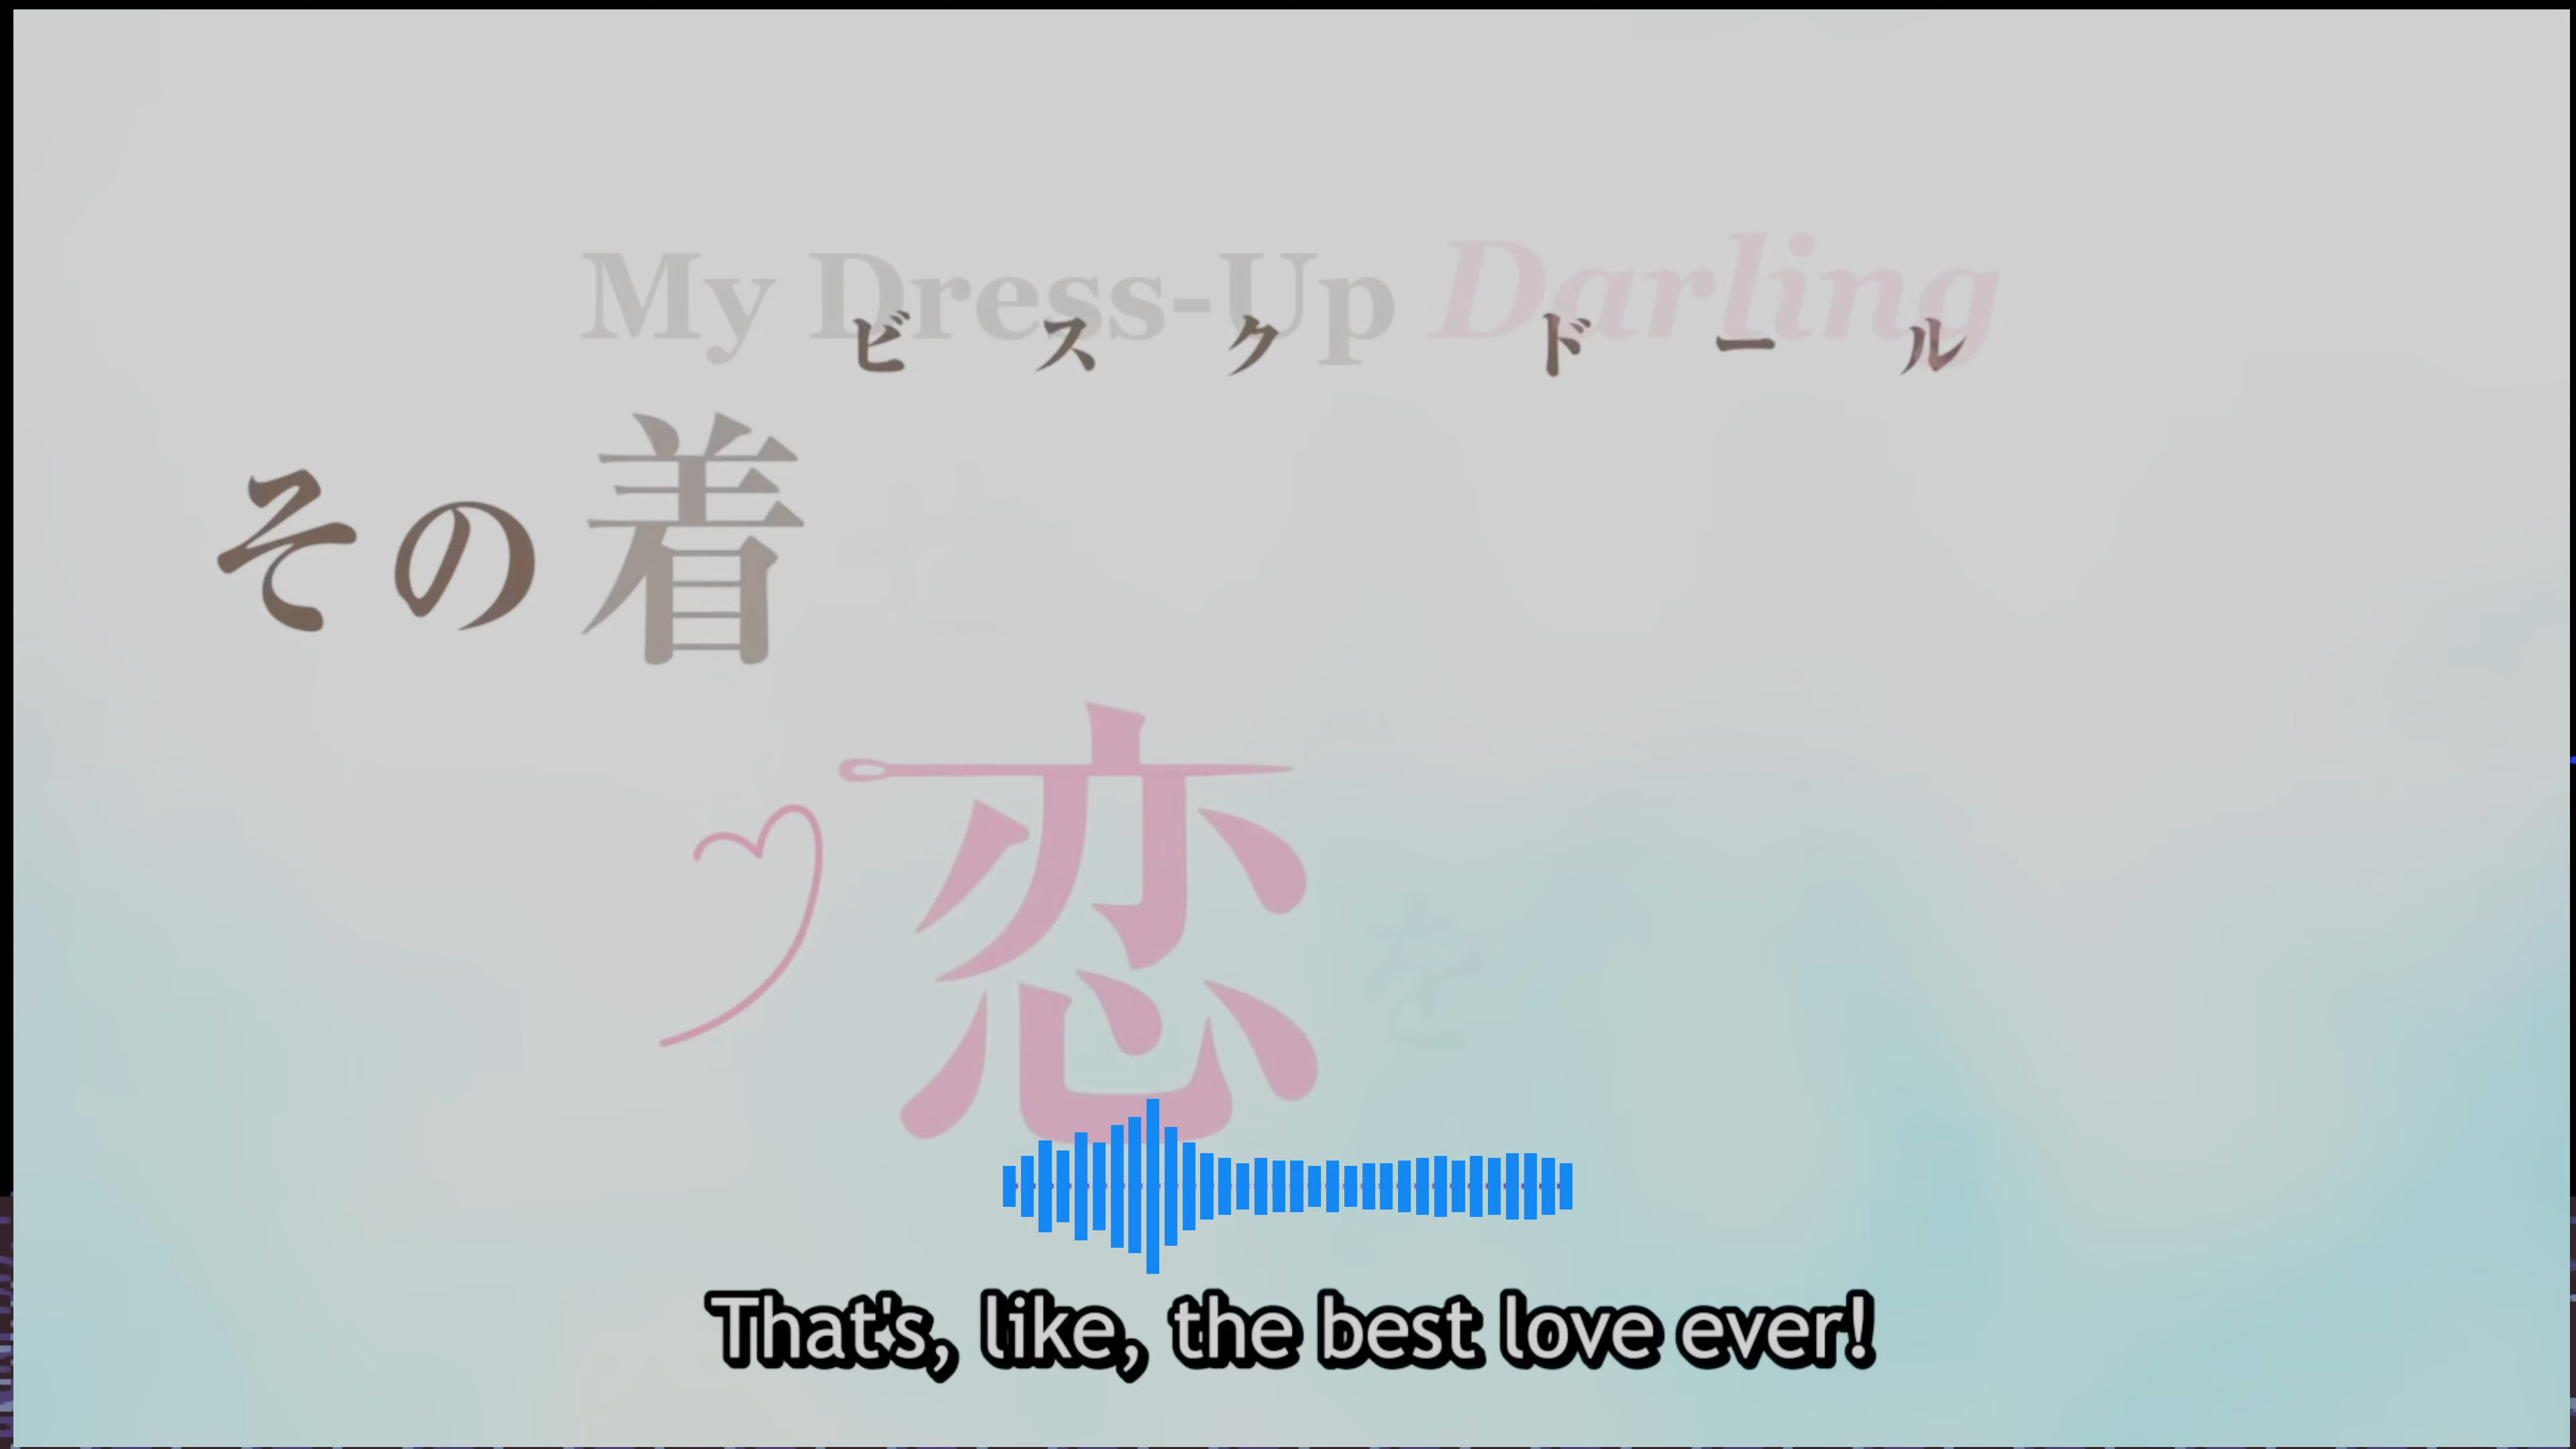 My Dress-Up Darling
ビスクドール
その着
恋を
That's, like, the best love ever!